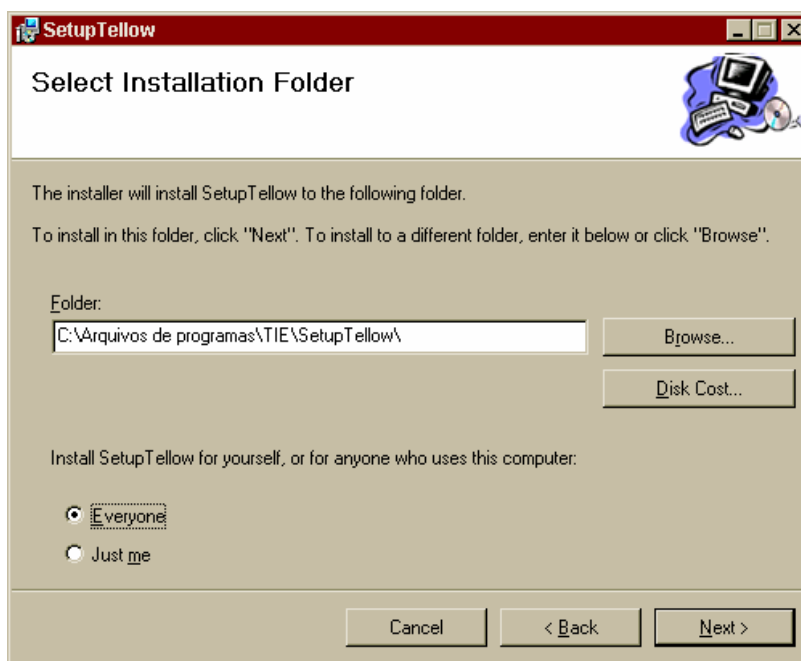 SetupTellow
Select Installation Folder
The installer will install SetupTellow to the following folder.
To install in this folder, click "Next". To install to a different folder, enter it below or click "Browse".
Folder:
C:\Arquivos de programas\TIE\SetupTellow\
Browse...
Disk Cost...
Install SetupTellow for yourself, or for anyone who uses this computer:
Everyone
Just me
Cancel
< Back
Next >